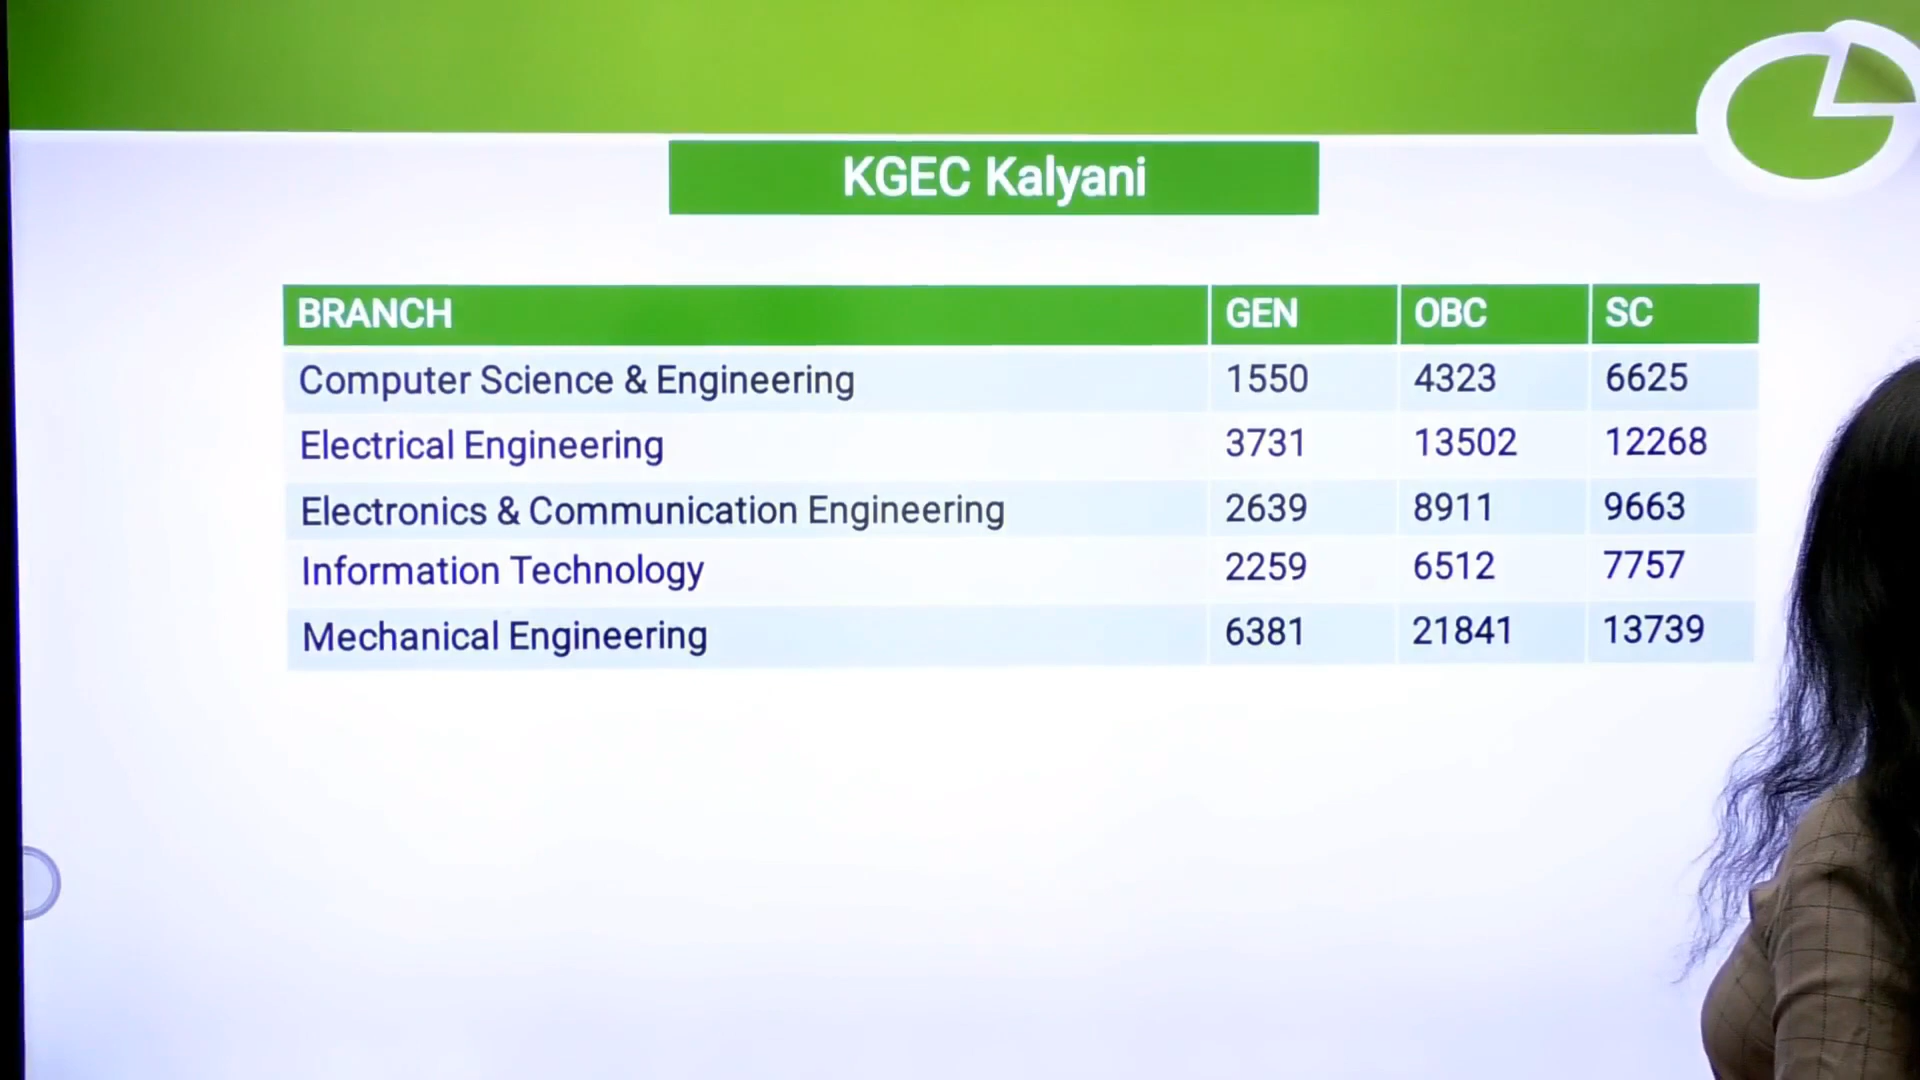 KGEC Kalyani
BRANCH GEN OBC SC
Computer Science & Engineering 1550 4323 6625
Electrical Engineering 3731 13502 12268
Electronics & Communication Engineering 2639 8911 9663
Information Technology 2259 6512 7757
Mechanical Engineering 6381 21841 13739